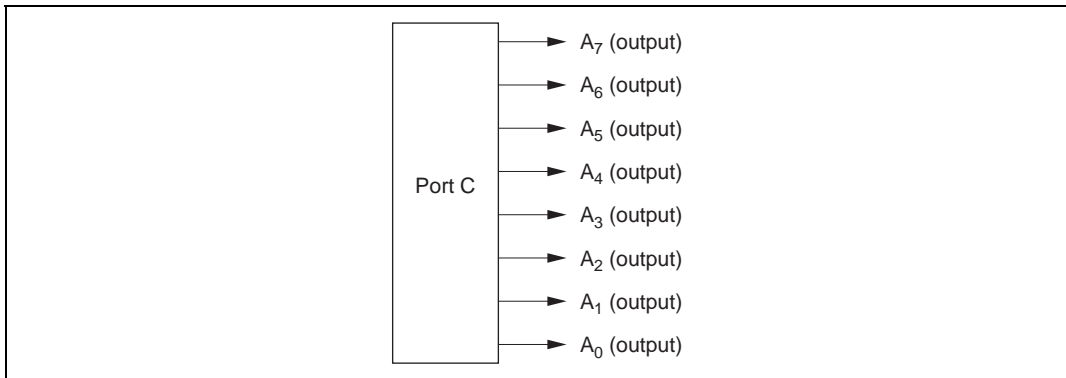 A7 (output)
A6 (output)
A5 (output)
A4 (output)
Port C
A3 (output)
A2 (output)
A1 (output)
A0 (output)